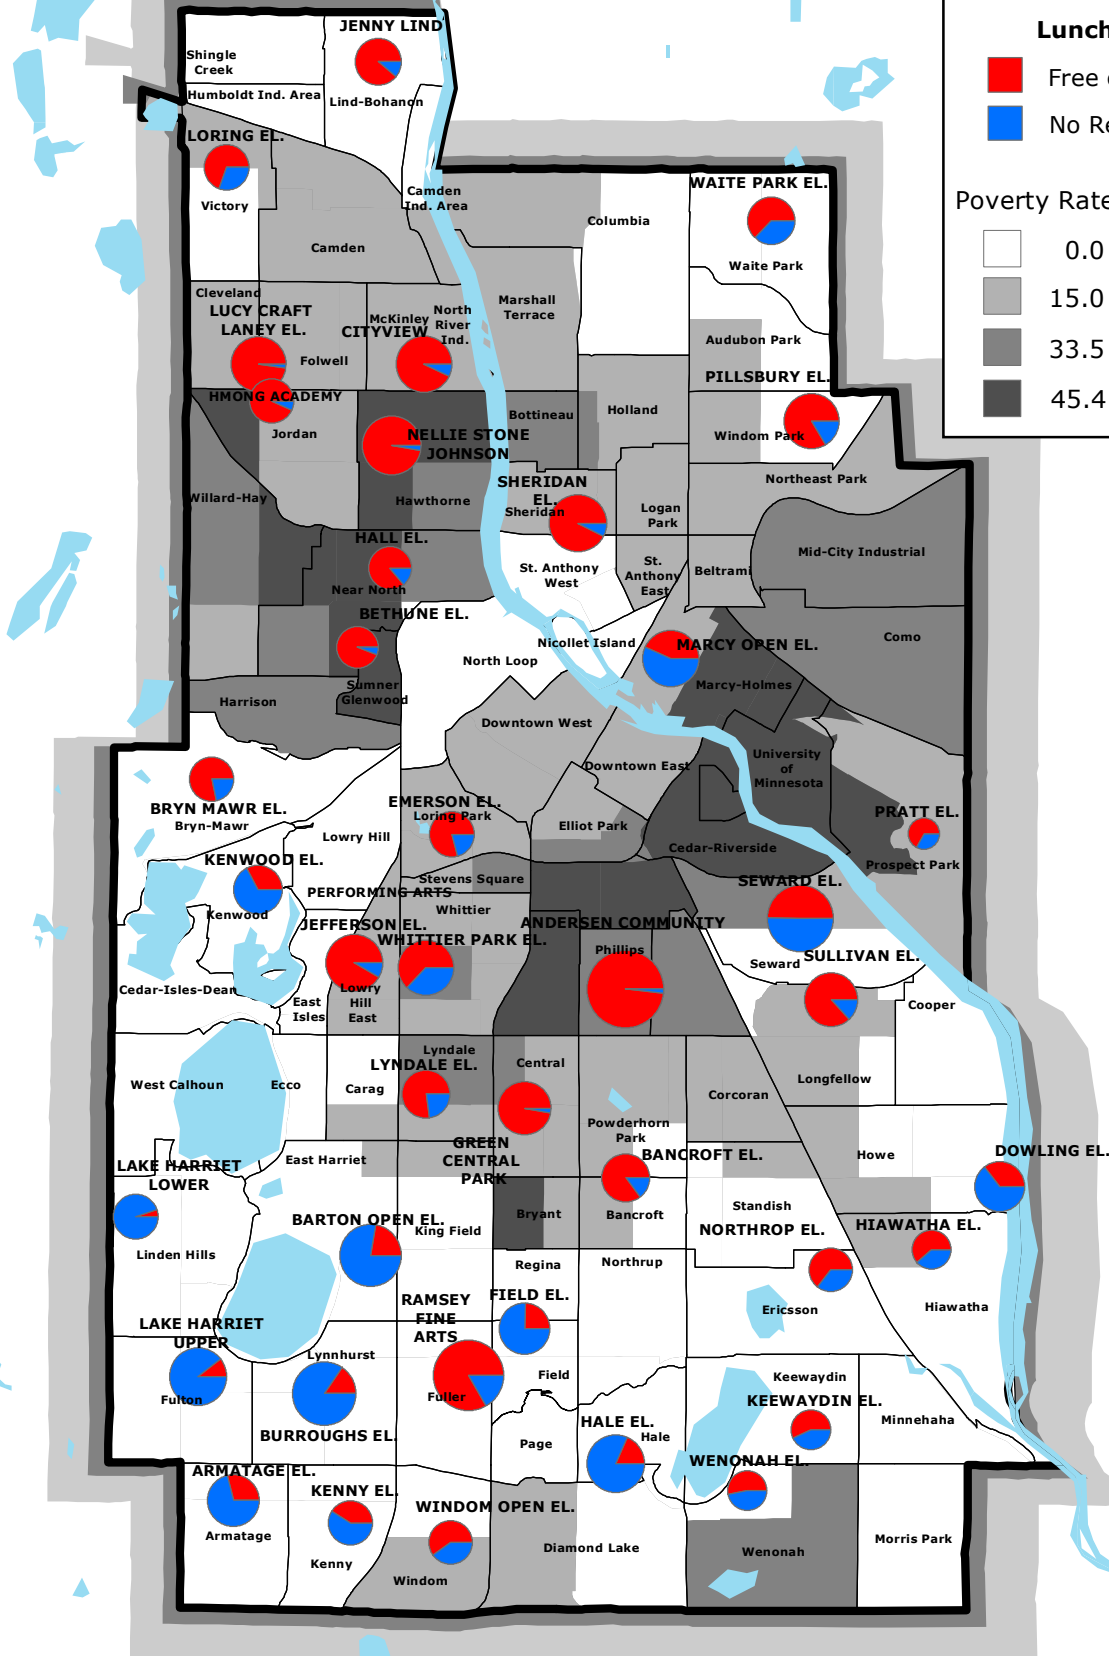 Lunch
Free
No Re
Poverty Rate
0.0
15.0
33.5
45.4
JENNY LIND
Shingle
Creek
Humboldt Ind. Area
Lind-Bohanon
LORING EL.
Victory
Camden
Ind. Area
Camden
Columbia
WAITE PARK EL.
Waite Park
Cleveland
LUCY CRAFT
LANEY EL.
Folwell
McKinley
CITYVIEW
North
River
Ind.
Marshall
Terrace
Audubon Park
PILLSBURY EL.
HMONG ACADEMY
Jordan
NELLIE STONE
JOHNSON
Bottineau
Holland
Windom Park
Willard-Hay
Hawthorne
SHERIDAN
EL.
Sheridan
Logan
Park
Northeast Park
HALL EL.
Near North
St. Anthony
West
St.
Anthony
East
Beltrami
Mid-City Industrial
BETHUNE EL.
Nicollet Island
MARCY OPEN EL.
Como
North Loop
Sumner
Glenwood
Harrison
Marcy-Holmes
Downtown West
Downtown East
University
of
Minnesota
BRYN MAWR EL.
Bryn-Mawr
EMERSON EL.
Loring Park
Lowry Hill
Elliot Park
PRATT EL.
Cedar-Riverside
Prospect Park
KENWOOD EL.
Kenwood
Stevens Square
PERFORMING ARTS
Whittier
SEWARD EL.
JEFFERSON EL.
WHITTIER PARK EL.
ANDERSEN COMMUNITY
Phillips
Seward
SULLIVAN EL.
Cedar-Isles-Dean
East
Isles
Lowry
Hill
East
Cooper
Lyndale
LYNDALE EL.
Central
West Calhoun
Ecco
Carag
Corcoran
Longfellow
Powderhorn
Park
GREEN
CENTRAL
PARK
BANCROFT EL.
Howe
DOWLING EL.
East Harriet
LAKE HARRIET
LOWER
Linden Hills
BARTON OPEN EL.
King Field
Bryant
Bancroft
Standish
NORTHROP EL.
HIAWATHA EL.
Regina
Northrup
Ericsson
Hiawatha
RAMSEY
FINE
ARTS
FIELD EL.
LAKE HARRIET
UPPER
Lynnhurst
Fulton
Fuller
Field
Keewaydin
KEEWAYDIN EL.
Minnehaha
BURROUGHS EL.
HALE EL.
Hale
Page
WENONAH EL.
ARMATAGE EL.
Armatage
KENNY EL.
Kenny
WINDOM OPEN EL.
Windom
Diamond Lake
Wenonah
Morris Park